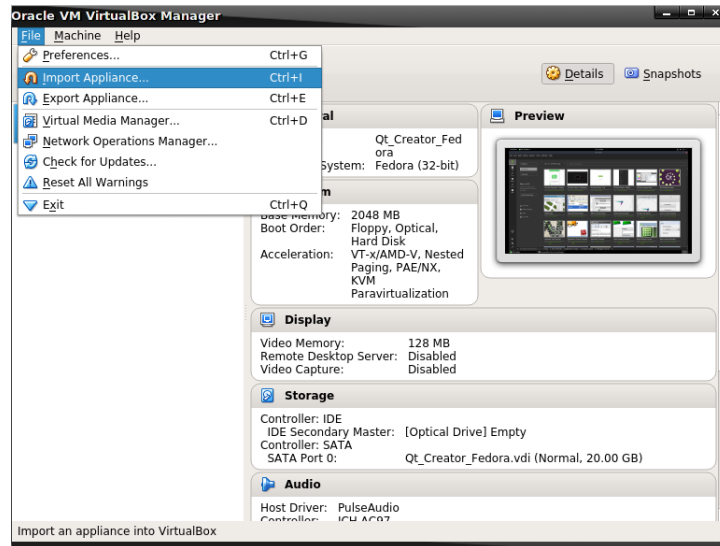 Oracle VM VirtualBox Manager
File Machine Help
Preferences... Ctrl+G
Import Appliance... Ctrl+I
Export Appliance... Ctrl+E
Virtual Media Manager... Ctrl+D
Network Operations Manager...
Check for Updates...
Reset All Warnings
Exit Ctrl+Q
Details Snapshots
al
Qt_Creator_Fed
ora
System: Fedora (32-bit)
m
Base Memory: 2048 MB
Boot Order: Floppy, Optical,
Hard Disk
Acceleration: VT-x/AMD-V, Nested
Paging, PAE/NX,
KVM
Paravirtualization
Preview
Display
Video Memory: 128 MB
Remote Desktop Server: Disabled
Video Capture: Disabled
Storage
Controller: IDE
IDE Secondary Master: [Optical Drive] Empty
Controller: SATA
SATA Port 0: Qt_Creator_Fedora.vdi (Normal, 20.00 GB)
Audio
Host Driver: PulseAudio
Controller: ICH AC97
Import an appliance into VirtualBox